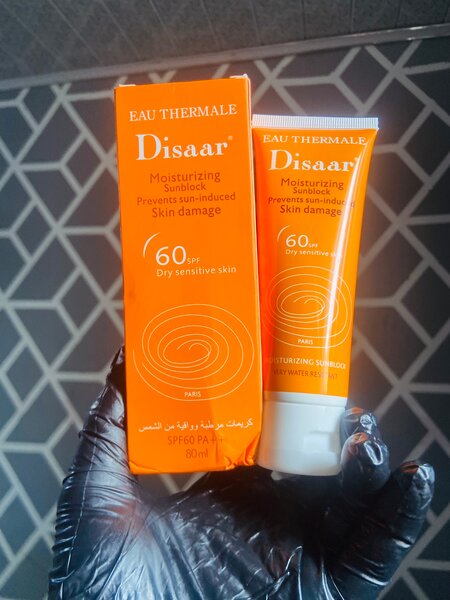 EAU THERMALE
Disaar®
Moisturizing
Sunblock
Prevents sun-induced
Skin damage
60 SPF
Dry sensitive skin
PARIS
كريمات مرطبة وواقية من الشمس
SPF60 PA++
80ml
EAU THERMALE
Disaar
Moisturizing
Sunblock
Prevents sun-induced
Skin damage
60 SPF
Dry sensitive skin
PARIS
MOISTURIZING SUNBLOCK
VERY WATER RESISTANT